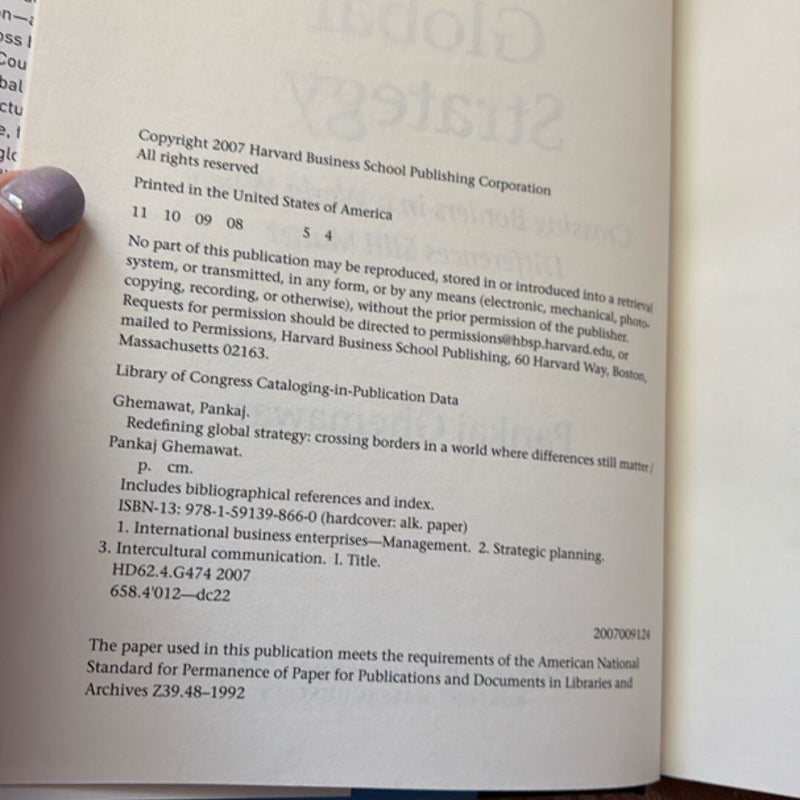 Copyright 2007 Harvard Business School Publishing Corporation
All rights reserved
Printed in the United States of America
11 10 09 08 5 4
No part of this publication may be reproduced, stored in or introduced into a retrieval
system, or transmitted, in any form, or by any means (electronic, mechanical, photo-
copying, recording, or otherwise), without the prior permission of the publisher.
Requests for permission should be directed to permissions@hbsp.harvard.edu, or
mailed to Permissions, Harvard Business School Publishing, 60 Harvard Way, Boston,
Massachusetts 02163.
Library of Congress Cataloging-in-Publication Data
Ghemawat, Pankaj.
Redefining global strategy: crossing borders in a world where differences still matter /
Pankaj Ghemawat.
p. cm.
Includes bibliographical references and index.
ISBN-13: 978-1-59139-866-0 (hardcover: alk. paper)
1. International business enterprises—Management. 2. Strategic planning.
3. Intercultural communication. I. Title.
HD62.4.G474 2007
658.4'012—dc22
2007009124
The paper used in this publication meets the requirements of the American National
Standard for Permanence of Paper for Publications and Documents in Libraries and
Archives Z39.48–1992